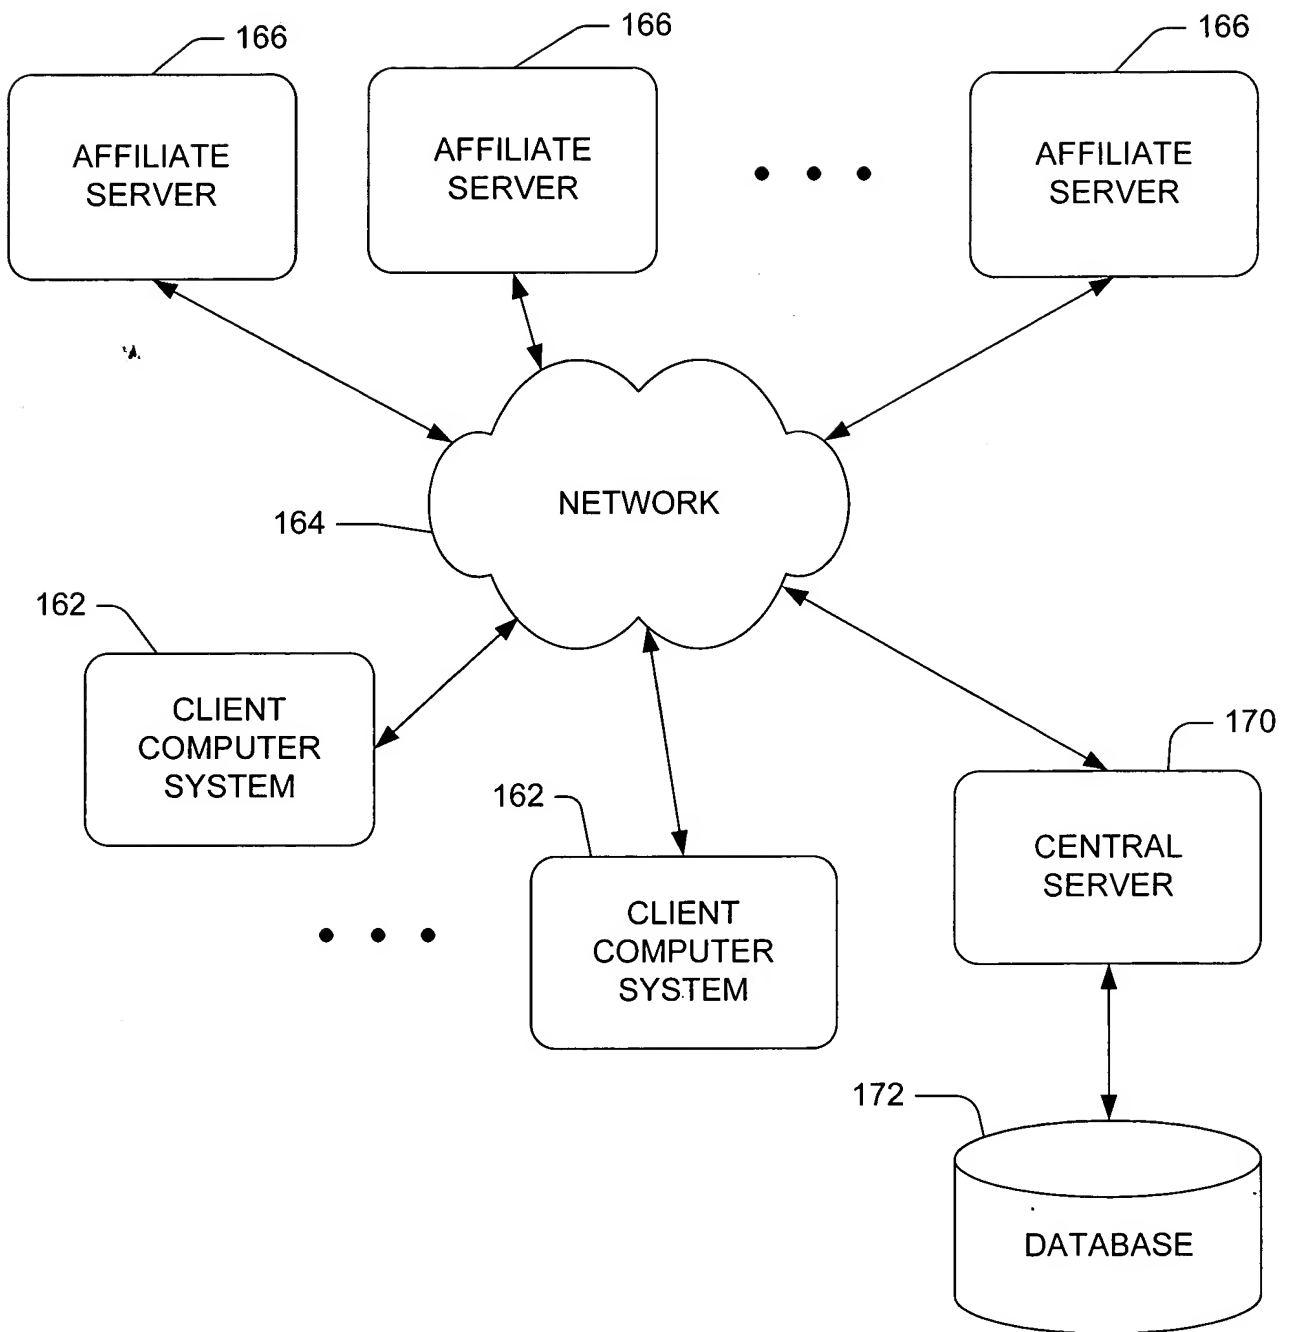 166
166
166
AFFILIATE
SERVER
AFFILIATE
SERVER
AFFILIATE
SERVER
NETWORK
164
162
CLIENT
COMPUTER
SYSTEM
170
162
CENTRAL
SERVER
CLIENT
COMPUTER
SYSTEM
172
DATABASE